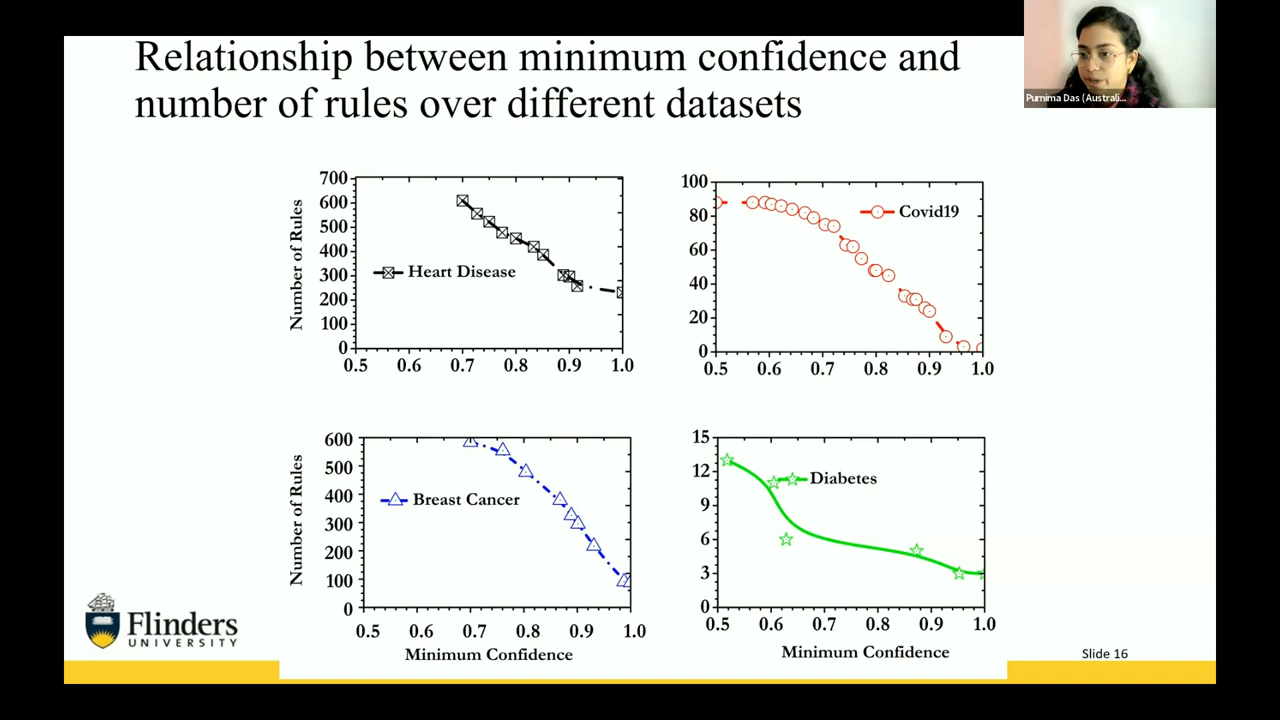 Relationship between minimum confidence and
number of rules over different datasets
Purnima Das (Australi...
700
600
500
400
300
200
100
0
0.5 0.6 0.7 0.8 0.9 1.0
Number of Rules
Heart Disease
100
80
60
40
20
0
0.5 0.6 0.7 0.8 0.9 1.0
Covid19
600
500
400
300
200
100
0
0.5 0.6 0.7 0.8 0.9 1.0
Number of Rules
Breast Cancer
Minimum Confidence
15
12
9
6
3
0
0.5 0.6 0.7 0.8 0.9 1.0
Diabetes
Minimum Confidence
Flinders
UNIVERSITY
Slide 16